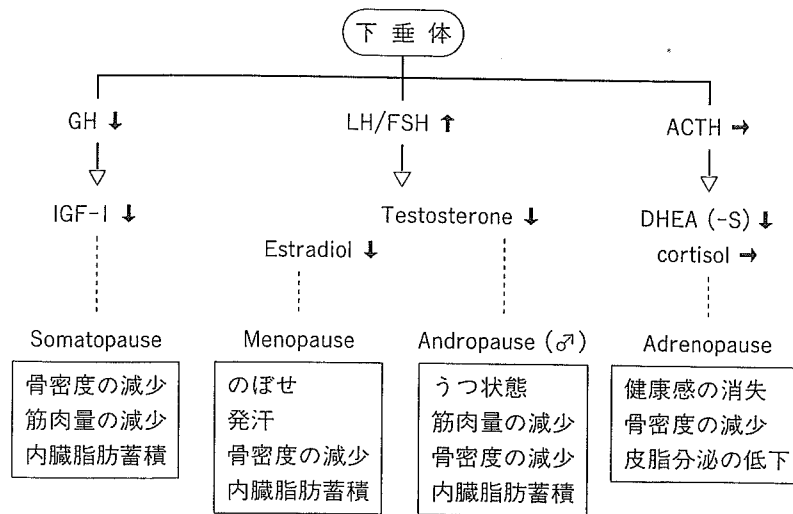 下垂体
GH ↓
LH/FSH ↑
ACTH →
IGF-I ↓
Testosterone ↓
DHEA (-S) ↓
Estradiol ↓
cortisol →
Somatopause
骨密度の減少
筋肉量の減少
内臓脂肪蓄積
Menopause
のぼせ
発汗
骨密度の減少
内臓脂肪蓄積
Andropause (♂)
うつ状態
筋肉量の減少
骨密度の減少
内臓脂肪蓄積
Adrenopause
健康感の消失
骨密度の減少
皮脂分泌の低下